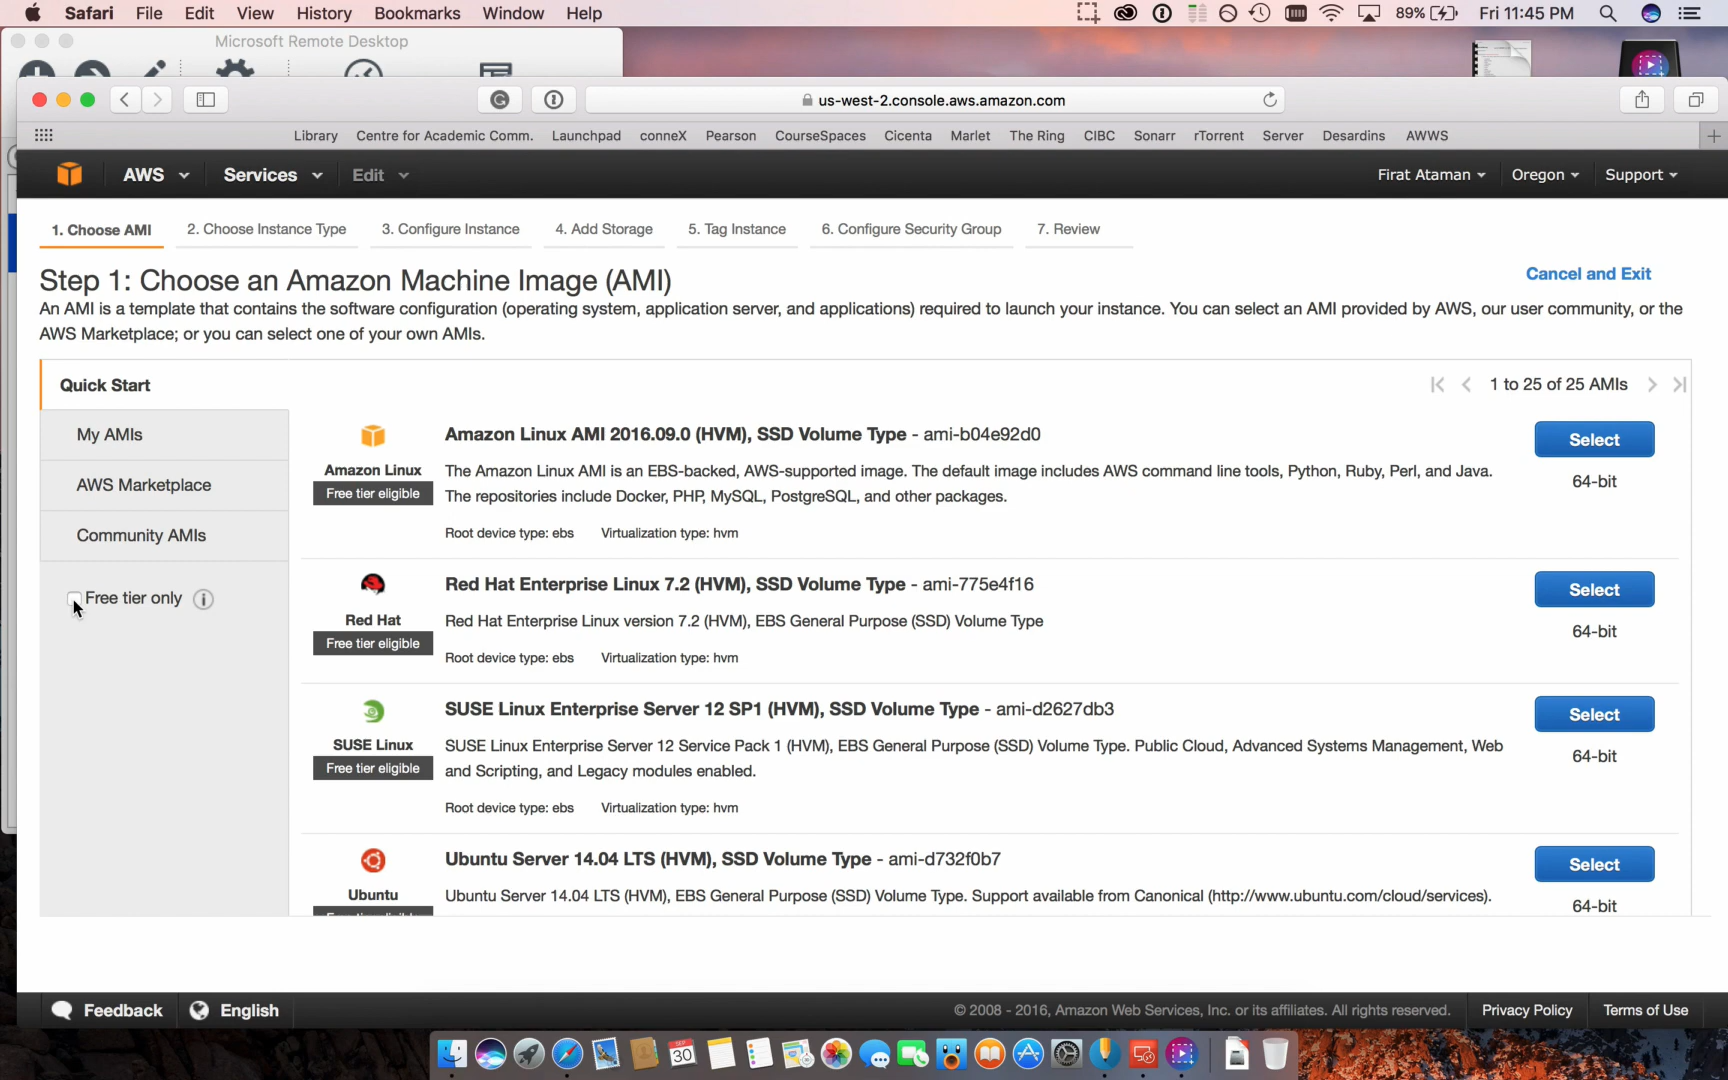 Safari File Edit View History Bookmarks Window Help 89% Fri 11:45 PM
Microsoft Remote Desktop
us-west-2.console.aws.amazon.com
Library Centre for Academic Comm. Launchpad conneX Pearson CourseSpaces Cicenta Marlet The Ring CIBC Sonarr rTorrent Server Desardins AWWS
AWS Services Edit Firat Ataman Oregon Support
1. Choose AMI 2. Choose Instance Type 3. Configure Instance 4. Add Storage 5. Tag Instance 6. Configure Security Group 7. Review
Step 1: Choose an Amazon Machine Image (AMI)
Cancel and Exit
An AMI is a template that contains the software configuration (operating system, application server, and applications) required to launch your instance. You can select an AMI provided by AWS, our user community, or the
AWS Marketplace; or you can select one of your own AMIs.
Quick Start
1 to 25 of 25 AMIs
My AMIs
AWS Marketplace
Community AMIs
Free tier only
Amazon Linux
Free tier eligible
Amazon Linux AMI 2016.09.0 (HVM), SSD Volume Type - ami-b04e92d0
The Amazon Linux AMI is an EBS-backed, AWS-supported image. The default image includes AWS command line tools, Python, Ruby, Perl, and Java.
The repositories include Docker, PHP, MySQL, PostgreSQL, and other packages.
Root device type: ebs Virtualization type: hvm
Select
64-bit
Red Hat
Free tier eligible
Red Hat Enterprise Linux 7.2 (HVM), SSD Volume Type - ami-775e4f16
Red Hat Enterprise Linux version 7.2 (HVM), EBS General Purpose (SSD) Volume Type
Root device type: ebs Virtualization type: hvm
Select
64-bit
SUSE Linux
Free tier eligible
SUSE Linux Enterprise Server 12 SP1 (HVM), SSD Volume Type - ami-d2627db3
SUSE Linux Enterprise Server 12 Service Pack 1 (HVM), EBS General Purpose (SSD) Volume Type. Public Cloud, Advanced Systems Management, Web
and Scripting, and Legacy modules enabled.
Root device type: ebs Virtualization type: hvm
Select
64-bit
Ubuntu
Ubuntu Server 14.04 LTS (HVM), SSD Volume Type - ami-d732f0b7
Ubuntu Server 14.04 LTS (HVM), EBS General Purpose (SSD) Volume Type. Support available from Canonical (http://www.ubuntu.com/cloud/services).
Select
64-bit
Feedback English © 2008 - 2016, Amazon Web Services, Inc. or its affiliates. All rights reserved. Privacy Policy Terms of Use
SEP
30